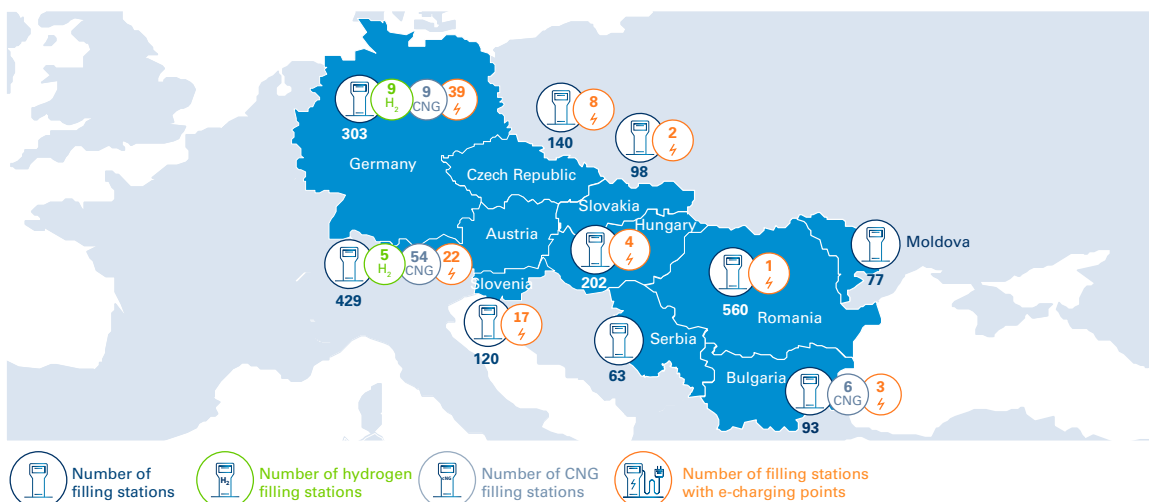 9
H2
9
CNG
39
303
Germany
8
140
2
98
Czech Republic
Slovakia
Hungary
Austria
5
H2
54
CNG
22
429
4
202
Slovenia
17
120
1
560
Romania
Moldova
77
Serbia
63
Bulgaria
6
CNG
3
93
Number of
filling stations
H2
Number of hydrogen
filling stations
CNG
Number of CNG
filling stations
Number of filling stations
with e-charging points